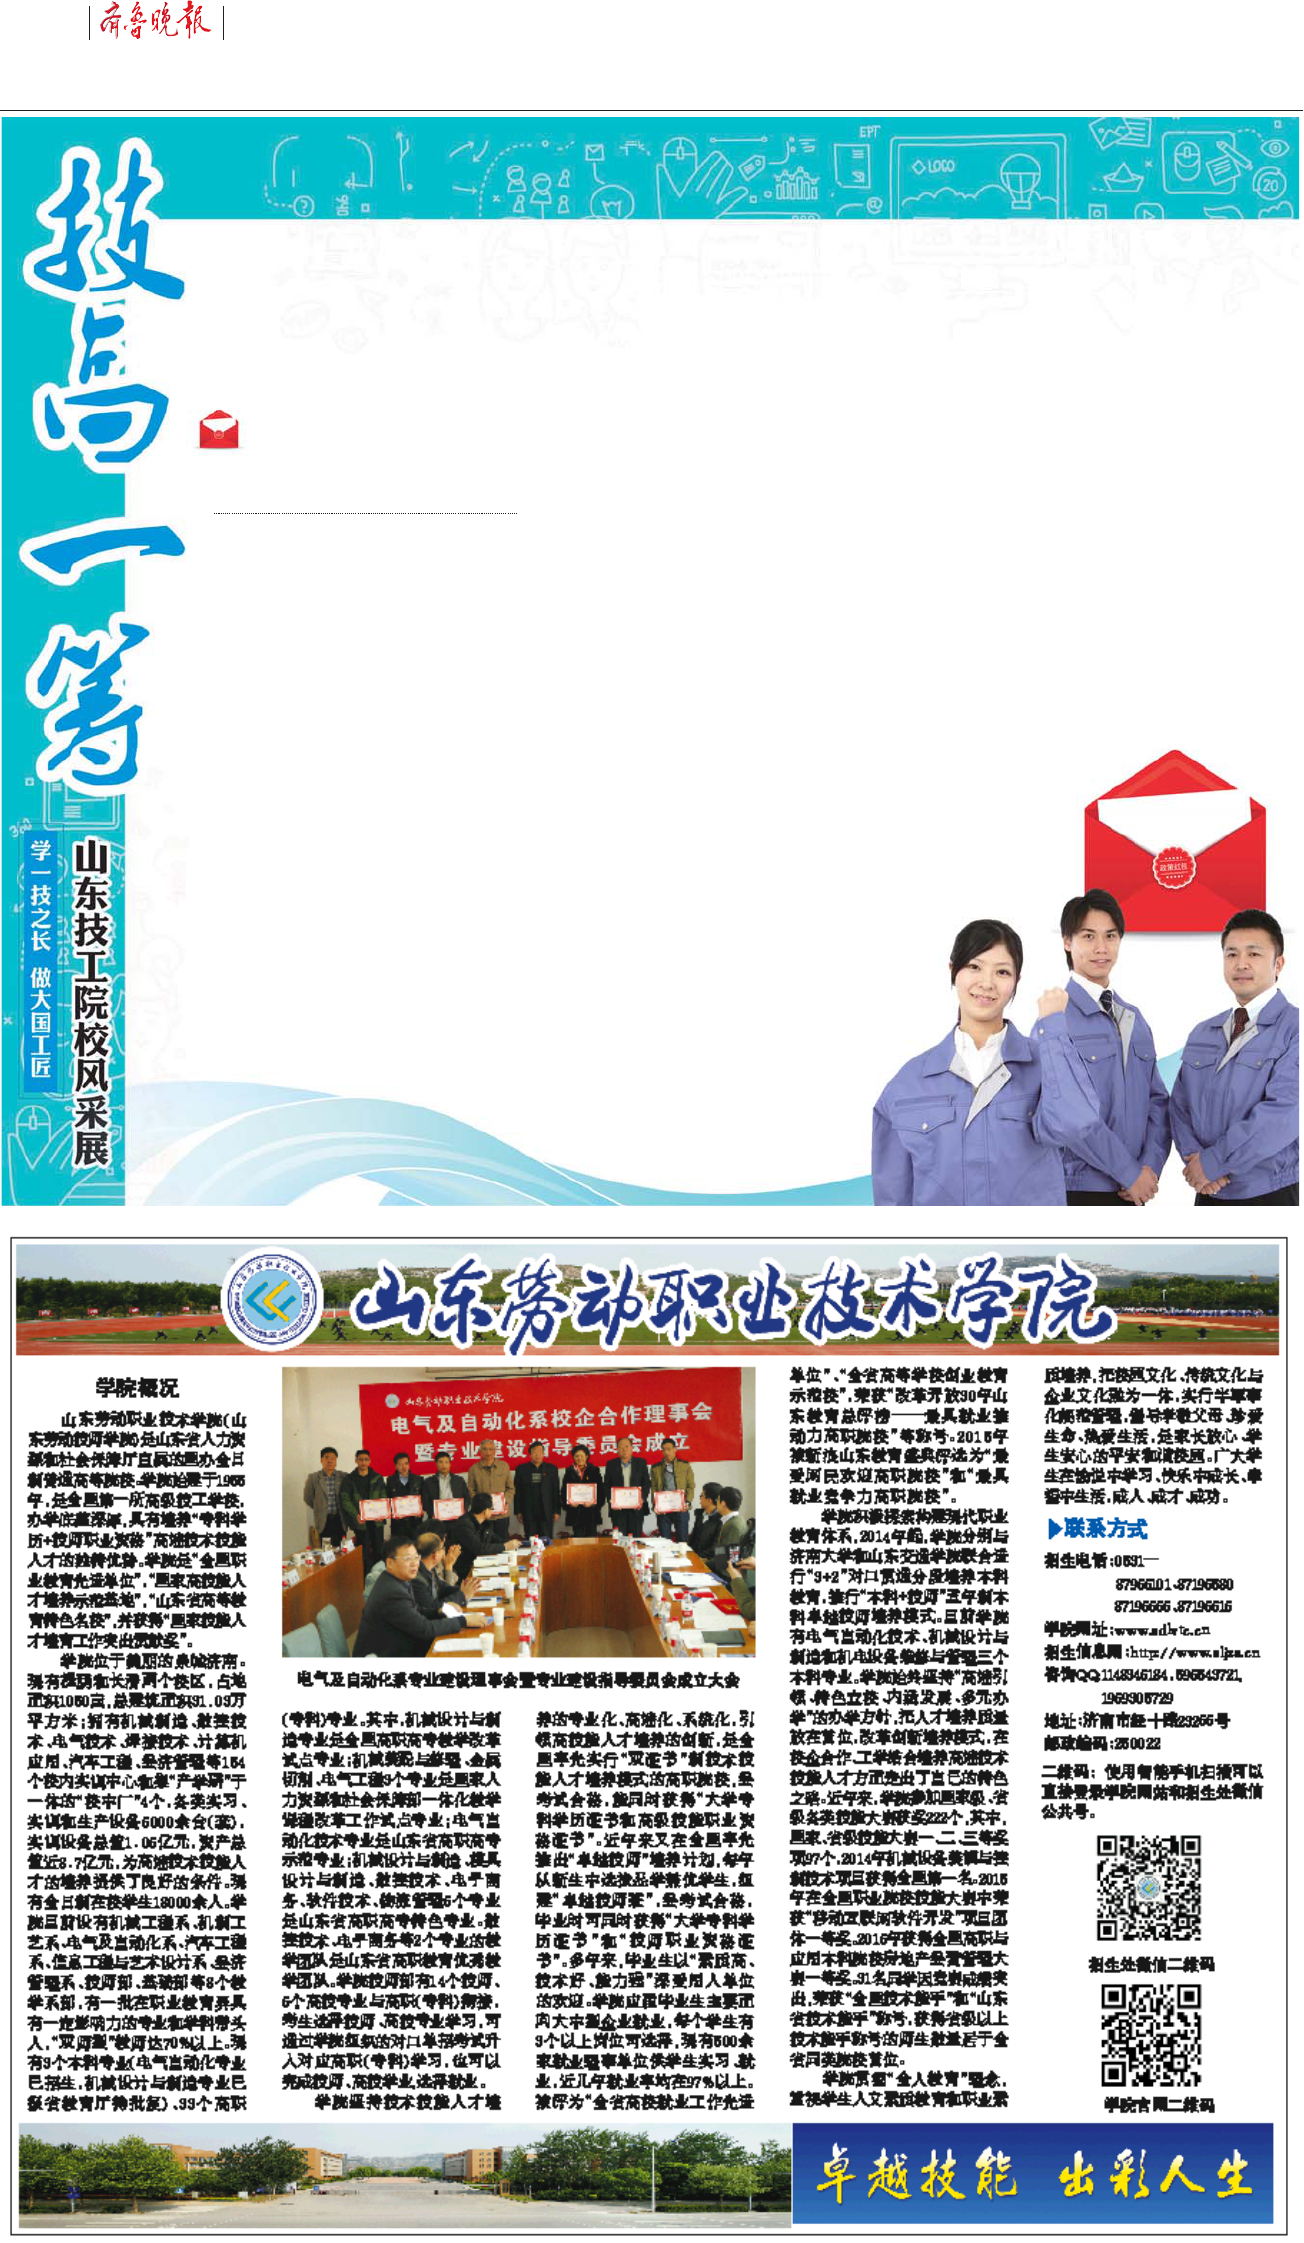 齐鲁晚报
EPT
LOGO
技高一筹
360
20
学一技之长 做大国工匠
山东技工院校风采展
政策红包
山东劳动职业技术学院
学院概况
山东劳动职业技术学院(山
东劳动技师学院)是山东省人力资
源和社会保障厅直属的国办全日
制普通高等院校。学院始建于1955
年,是全国第一所高级技工学校,
办学底蕴深厚,具有培养“专科学
历+技师职业资格”高端技术技能
人才的独特优势。学院是“全国职
业教育先进单位”,“国家高技能人
才培养示范基地”,“山东省高等教
育特色名校”,并获得“国家技能人
才培育工作突出贡献奖”。
学院位于美丽的泉城济南。
现有槐荫和长清两个校区,占地
面积1050亩,总建筑面积31.03万
平方米;拥有机械制造、数控技
术、电气技术、焊接技术、计算机
应用、汽车工程、经济管理等154
个校内实训中心和集“产学研”于
一体的“校中厂”4个,各类实习、
实训和生产设备6000余台(套),
实训设备总值1.06亿元,资产总
值近8.7亿元,为高端技术技能人
才的培养提供了良好的条件。现
有全日制在校学生18000余人。学
院目前设有机械工程系、机制工
艺系、电气及自动化系、汽车工程
系、信息工程与艺术设计系、经济
管理系、技师部、基础部等8个教
学系部,有一批在职业教育界具
有一定影响力的专业和学科带头
人,“双师型”教师达70%以上。现
有3个本科专业(电气自动化专业
已招生,机械设计与制造专业已
报省教育厅待批复)、33个高职
山东劳动职业技术学院
电气及自动化系校企合作理事会
暨专业建设指导委员会成立
电气及自动化系专业建设理事会暨专业建设指导委员会成立大会
(专科)专业。其中,机械设计与制
造专业是全国高职高专教学改革
试点专业;机械装配与修理、金属
切削、电气工程3个专业是国家人
力资源和社会保障部一体化教学
课程改革工作试点专业;电气自
动化技术专业是山东省高职高专
示范专业;机械设计与制造、模具
设计与制造、数控技术、电子商
务、软件技术、物流管理6个专业
是山东省高职高专特色专业。数
控技术、电子商务等2个专业的教
学团队是山东省高职教育优秀教
学团队。学院技师部有14个技师、
5个高技专业与高职(专科)衔接,
考生选择技师、高技专业学习,可
通过学院组织的对口单招考试升
入对应高职(专科)学习,也可以
完成技师、高技学业,选择就业。
学院坚持技术技能人才培
养的专业化、高端化、系统化,引
领高技能人才培养的创新,是全
国率先实行“双证书”制技术技
能人才培养模式的高职院校,经
考试合格,能同时获得“大学专
科学历证书和高级技能职业资
格证书”。近年来又在全国率先
推出“卓越技师”培养计划,每年
从新生中选拔品学兼优学生,组
建“卓越技师班”,经考试合格,
毕业时可同时获得“大学专科学
历证书”和“技师职业资格证
书”。多年来,毕业生以“素质高、
技术好、能力强”深受用人单位
的欢迎。学院应届毕业生主要面
向大中型企业就业,每个学生有
3个以上岗位可选择,现有500余
家就业暨事单位供学生实习、就
业,近几年就业率均在97%以上。
被评为“全省高校就业工作先进
单位”、“全省高等学校创业教育
示范校”,荣获“改革开放30年山
东教育总评榜——最具就业推
动力高职院校”等称号。2015年
被新浪山东教育盛典评选为“最
受网民欢迎高职院校”和“最具
就业竞争力高职院校”。
学院积极探索构建现代职业
教育体系,2014年起,学院分别与
济南大学和山东交通学院联合进
行“3+2”对口贯通分段培养本科
教育,推行“本科+技师”五年制本
科卓越技师培养模式。目前学院
有电气自动化技术、机械设计与
制造和机电设备维修与管理三个
本科专业。学院始终坚持“高端引
领、特色立校、内涵发展、多元办
学”的办学方针,把人才培养质量
放在首位,改革创新培养模式,在
校企合作、工学结合培养高端技术
技能人才方面走出了自己的特色
之路。近年来,学院参加国家级、省
级各类技能大赛获奖222个,其中,
国家、省级技能大赛一、二、三等奖
项97个,2014年机械设备装调与控
制技术项目获得全国第一名。2015
年在全国职业院校技能大赛中荣
获“移动互联网软件开发”项目团
体一等奖。2016年获得全国高职与
应用本科院校房地产经营管理大
赛一等奖。31名同学因竞赛成绩突
出,荣获“全国技术能手”和“山东
省技术能手”称号,获得省级以上
技术能手称号的师生数量居于全
省同类院校首位。
学院贯彻“全人教育”理念,
重视学生人文素质教育和职业素
质培养,把校园文化、传统文化与
企业文化融为一体,实行半军事
化规范管理,倡导孝敬父母、珍爱
生命、热爱生活,是家长放心、学
生安心的平安和谐校园。广大学
生在愉悦中学习、快乐中成长、幸
福中生活,成人、成才、成功。
联系方式
招生电话:0531—
87966101、87196680
87196666、87196616
学院网址:www.sdlvtc.cn
招生信息网:http://www.sljzs.cn
咨询QQ:1148946184、596649721、
1969906729
地址:济南市经十路23266号
邮政编码:250022
二维码:使用智能手机扫描可以
直接登录学院网站和招生处微信
公共号。
招生处微信二维码
学院官网二维码
卓越技能 出彩人生